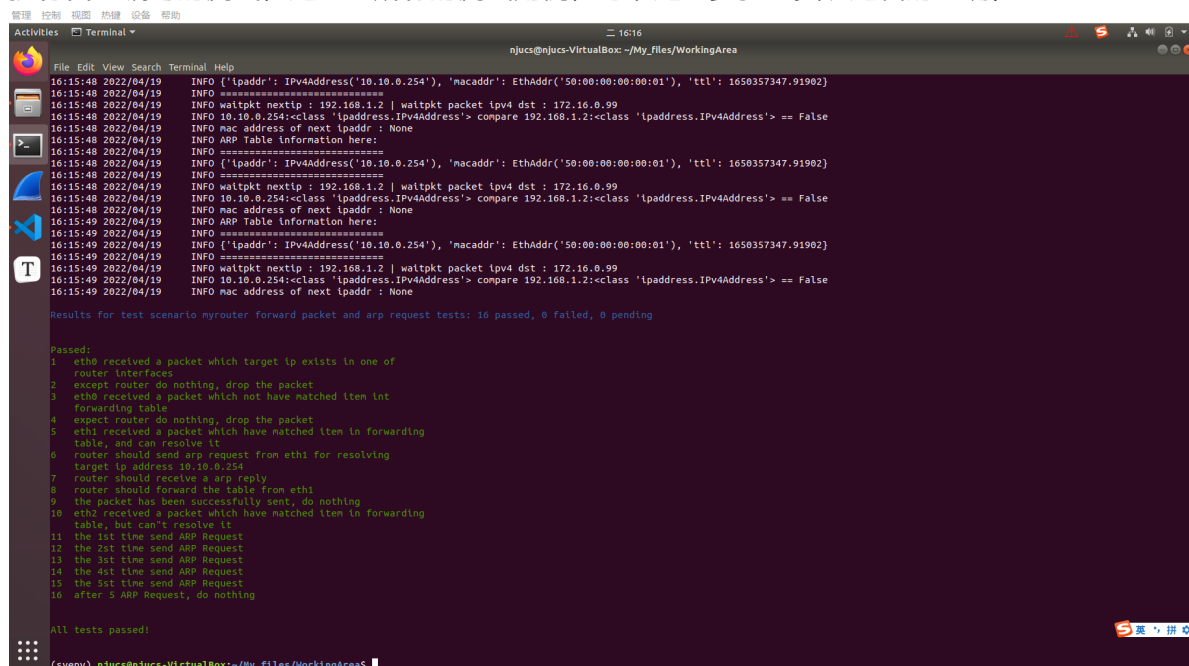 管理 控制 视图 热键 设备 帮助
Activities Terminal 二 16:16
njucs@njucs-VirtualBox: ~/My_files/WorkingArea
File Edit View Search Terminal Help
16:15:48 2022/04/19 INFO {'ipaddr': IPv4Address('10.10.0.254'), 'macaddr': EthAddr('50:00:00:00:00:01'), 'ttl': 1650357347.91902}
16:15:48 2022/04/19 INFO ============================
16:15:48 2022/04/19 INFO waitpkt nextip : 192.168.1.2 | waitpkt packet ipv4 dst : 172.16.0.99
16:15:48 2022/04/19 INFO 10.10.0.254:<class 'ipaddress.IPv4Address'> compare 192.168.1.2:<class 'ipaddress.IPv4Address'> == False
16:15:48 2022/04/19 INFO mac address of next ipaddr : None
16:15:48 2022/04/19 INFO ARP Table information here:
16:15:48 2022/04/19 INFO ============================
16:15:48 2022/04/19 INFO {'ipaddr': IPv4Address('10.10.0.254'), 'macaddr': EthAddr('50:00:00:00:00:01'), 'ttl': 1650357347.91902}
16:15:48 2022/04/19 INFO ============================
16:15:48 2022/04/19 INFO waitpkt nextip : 192.168.1.2 | waitpkt packet ipv4 dst : 172.16.0.99
16:15:48 2022/04/19 INFO 10.10.0.254:<class 'ipaddress.IPv4Address'> compare 192.168.1.2:<class 'ipaddress.IPv4Address'> == False
16:15:48 2022/04/19 INFO mac address of next ipaddr : None
16:15:49 2022/04/19 INFO ARP Table information here:
16:15:49 2022/04/19 INFO ============================
16:15:49 2022/04/19 INFO {'ipaddr': IPv4Address('10.10.0.254'), 'macaddr': EthAddr('50:00:00:00:00:01'), 'ttl': 1650357347.91902}
16:15:49 2022/04/19 INFO ============================
16:15:49 2022/04/19 INFO waitpkt nextip : 192.168.1.2 | waitpkt packet ipv4 dst : 172.16.0.99
16:15:49 2022/04/19 INFO 10.10.0.254:<class 'ipaddress.IPv4Address'> compare 192.168.1.2:<class 'ipaddress.IPv4Address'> == False
16:15:49 2022/04/19 INFO mac address of next ipaddr : None
Results for test scenario myrouter forward packet and arp request tests: 16 passed, 0 failed, 0 pending
Passed:
1 eth0 received a packet which target ip exists in one of
router interfaces
2 except router do nothing, drop the packet
3 eth0 received a packet which not have matched item int
forwarding table
4 expect router do nothing, drop the packet
5 eth1 received a packet which have matched item in forwarding
table, and can resolve it
6 router should send arp request from eth1 for resolving
target ip address 10.10.0.254
7 router should receive a arp reply
8 router should forward the table from eth1
9 the packet has been successfully sent, do nothing
10 eth2 received a packet which have matched item in forwarding
table, but can"t resolve it
11 the 1st time send ARP Request
12 the 2st time send ARP Request
13 the 3st time send ARP Request
14 the 4st time send ARP Request
15 the 5st time send ARP Request
16 after 5 ARP Request, do nothing
All tests passed!
英 拼
(syenv) njucs@njucs-VirtualBox:~/My_files/WorkingArea$